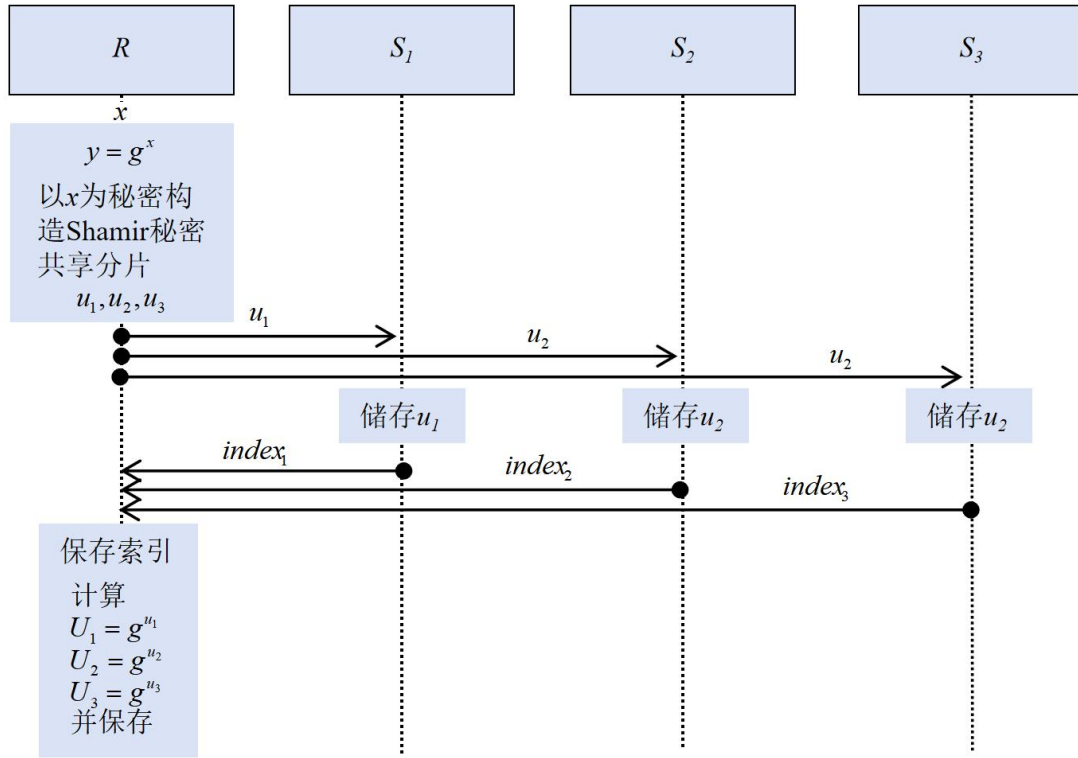 R
S₁
S₂
S₃
x
y = gˣ
以x为秘密构
造Shamir秘密
共享分片
u₁,u₂,u₃
u₁
u₂
u₂
储存u₁
储存u₂
储存u₂
index₁
index₂
index₃
保存索引
计算
U₁ = g^{u₁}
U₂ = g^{u₂}
U₃ = g^{u₃}
并保存